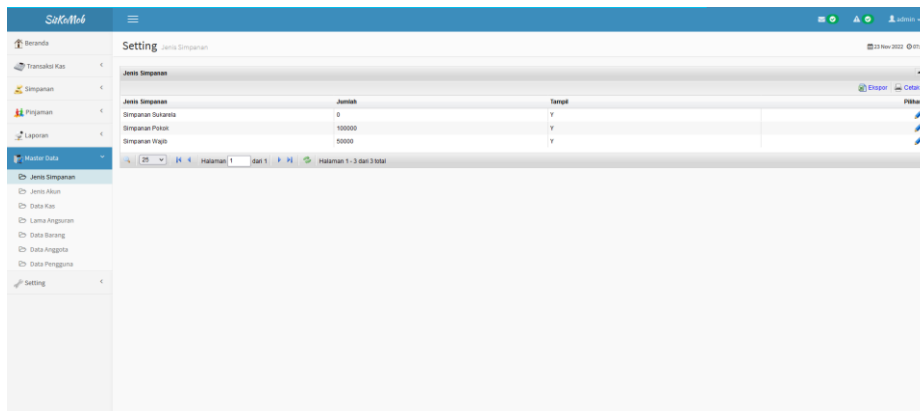 SisKoMob
admin
Beranda
Setting Jenis Simpanan
23 Nov 2022
Transaksi Kas
Jenis Simpanan
Simpanan
Ekspor Cetak
Jenis Simpanan Jumlah Tampil Pilihan
Pinjaman
Simpanan Sukarela 0 Y
Simpanan Pokok 100000 Y
Laporan
Simpanan Wajib 50000 Y
Master Data
25 Halaman 1 dari 1 Halaman 1 - 3 dari 3 total
Jenis Simpanan
Jenis Akun
Data Kas
Lama Angsuran
Data Barang
Data Anggota
Data Pengguna
Setting